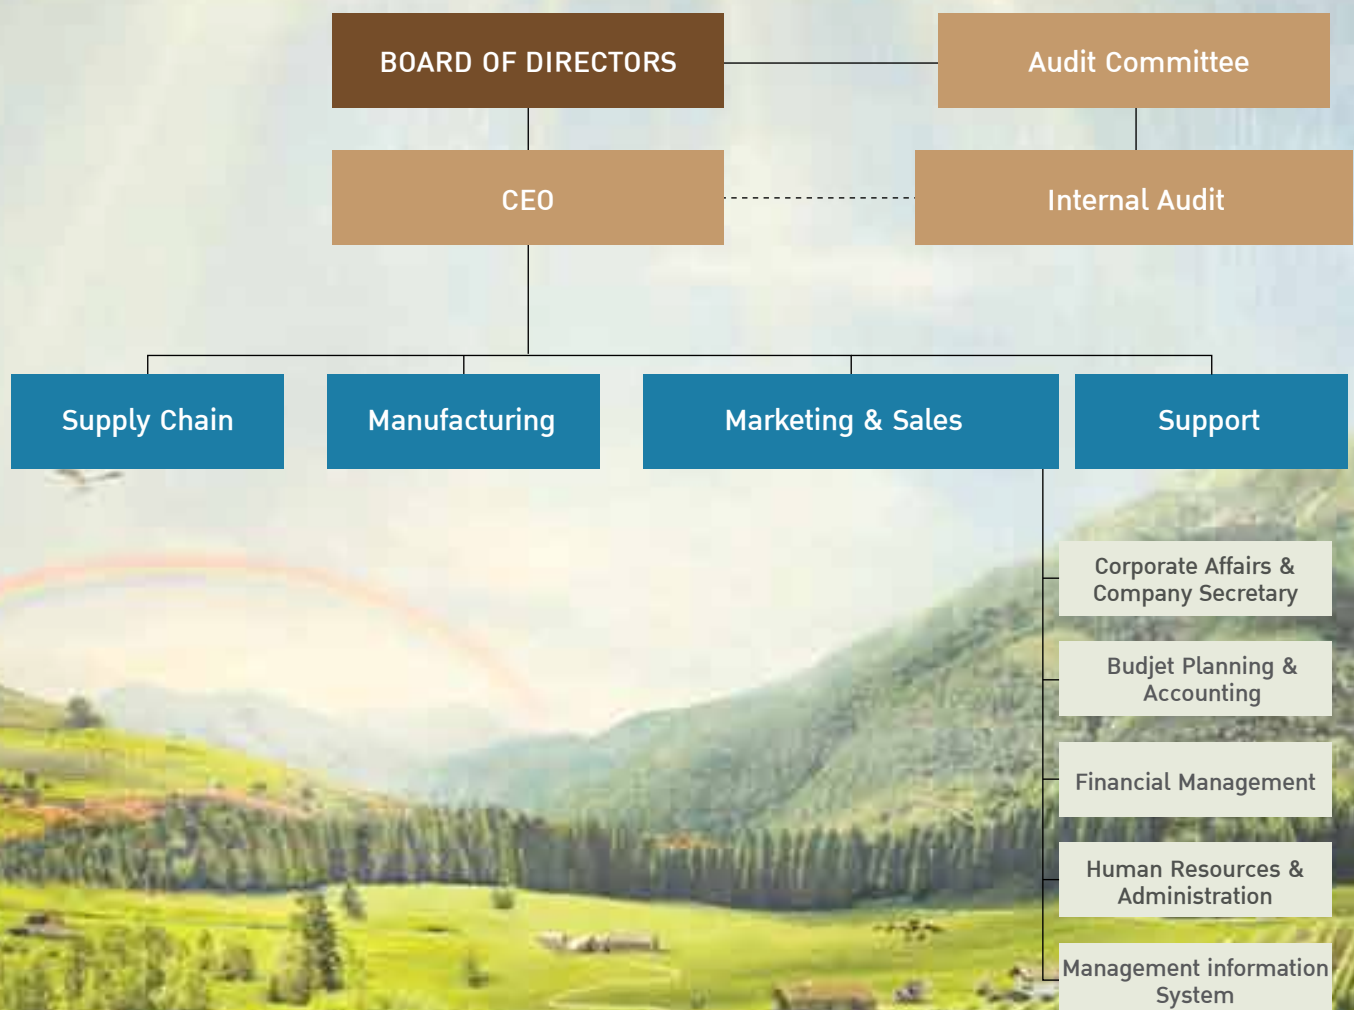 BOARD OF DIRECTORS
Audit Committee
CEO
Internal Audit
Supply Chain
Manufacturing
Marketing & Sales
Support
Corporate Affairs &
Company Secretary
Budjet Planning &
Accounting
Financial Management
Human Resources &
Administration
Management information
System